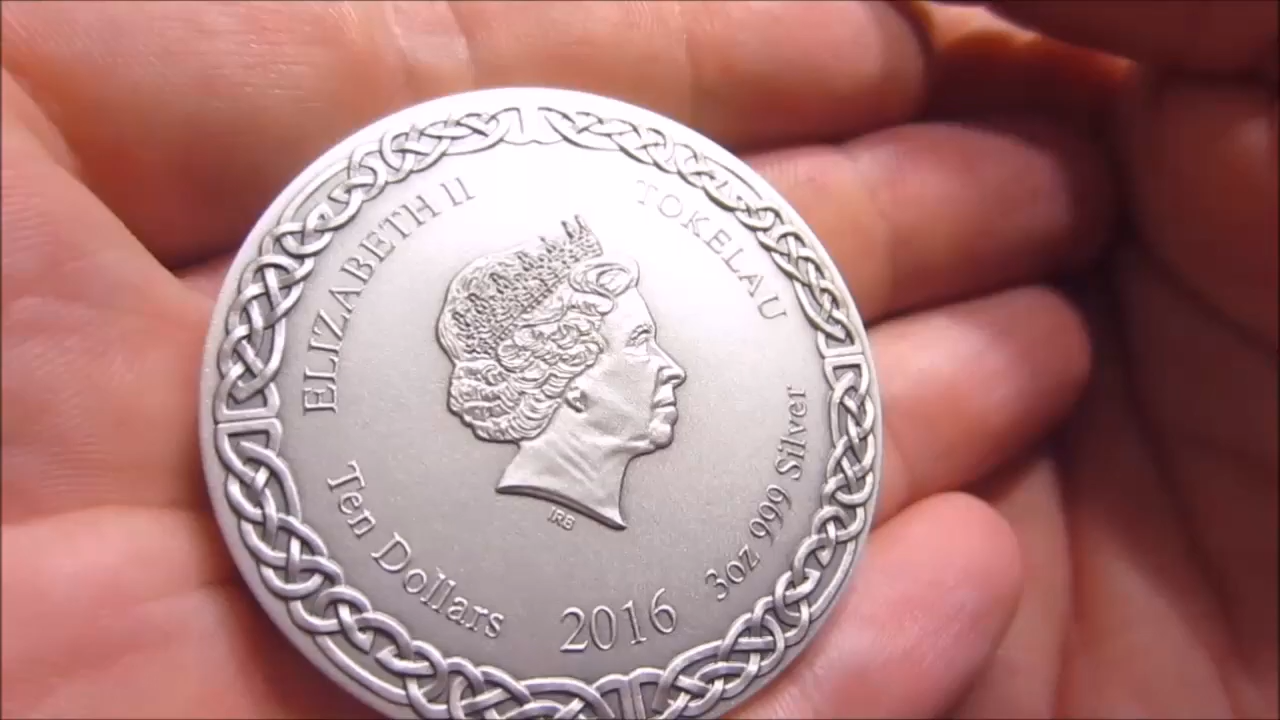 ELIZABETH II
TOKELAU
IRB
Ten Dollars
2016
3oz 999 Silver